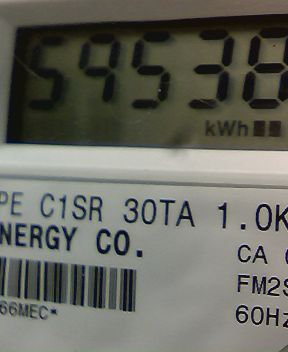 59538
kWh
PE C1SR 30TA 1.0K
NERGY CO.
CA
FM2S
66MEC*
60Hz